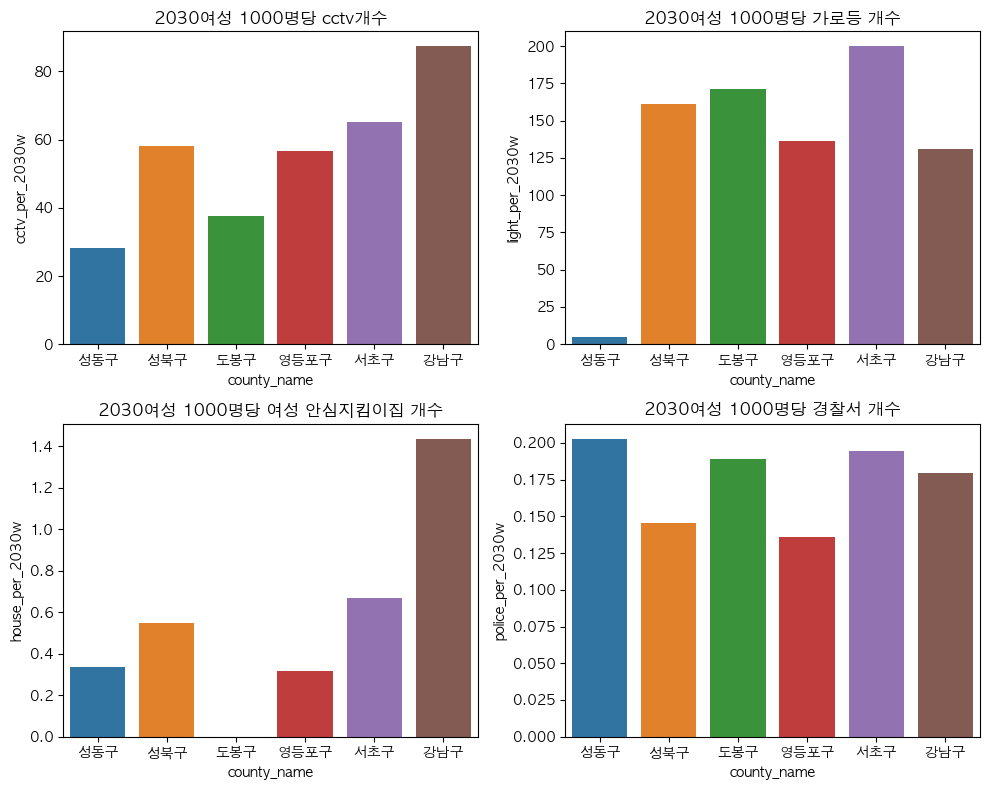 2030여성 1000명당 cctv개수
cctv_per_2030w
80
60
40
20
0
성동구 성북구 도봉구 영등포구 서초구 강남구
county_name
2030여성 1000명당 가로등 개수
light_per_2030w
200
175
150
125
100
75
50
25
0
성동구 성북구 도봉구 영등포구 서초구 강남구
county_name
2030여성 1000명당 여성 안심지킴이집 개수
house_per_2030w
1.4
1.2
1.0
0.8
0.6
0.4
0.2
0.0
성동구 성북구 도봉구 영등포구 서초구 강남구
county_name
2030여성 1000명당 경찰서 개수
police_per_2030w
0.200
0.175
0.150
0.125
0.100
0.075
0.050
0.025
0.000
성동구 성북구 도봉구 영등포구 서초구 강남구
county_name